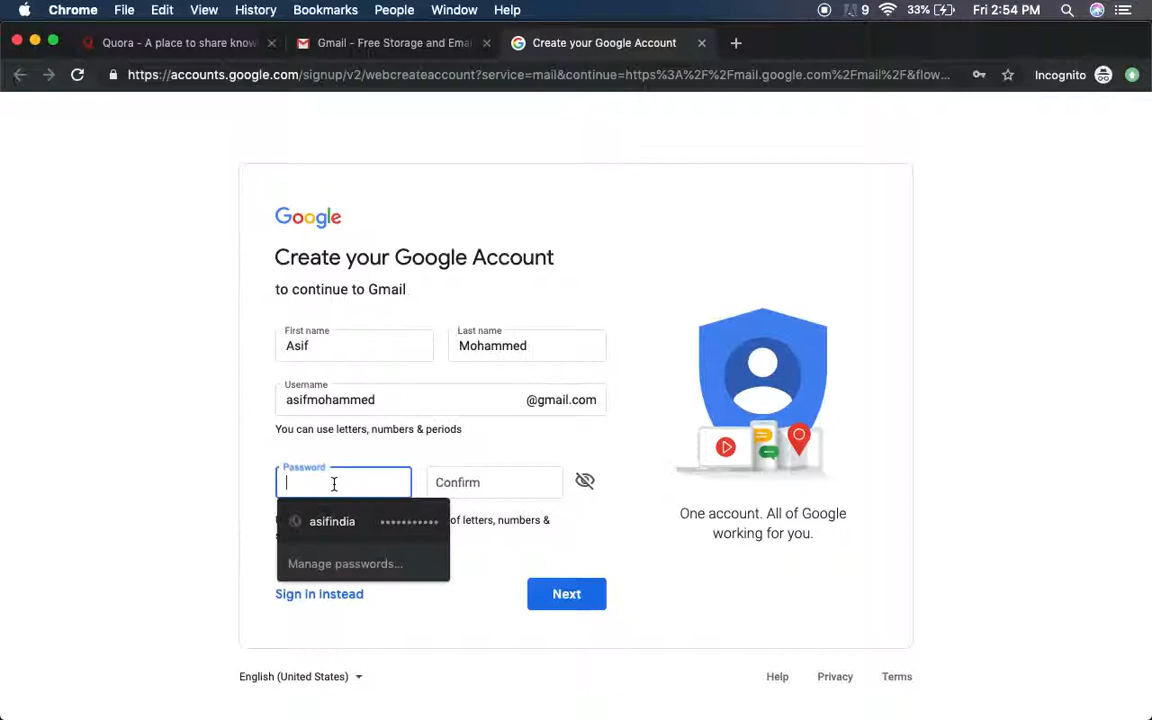 Chrome File Edit View History Bookmarks People Window Help 9 33% Fri 2:54 PM
Quora - A place to share know Gmail - Free Storage and Ema Create your Google Account
https://accounts.google.com/signup/v2/webcreateaccount?service=mail&continue=https%3A%2F%2Fmail.google.com%2Fmail%2F&flow... Incognito
Google
Create your Google Account
to continue to Gmail
First name Last name
Asif Mohammed
Username
asifmohammed @gmail.com
You can use letters, numbers & periods
Password
Confirm
asifindia •••••••••••
of letters, numbers &
Manage passwords...
Sign in instead Next
One account. All of Google
working for you.
English (United States) Help Privacy Terms